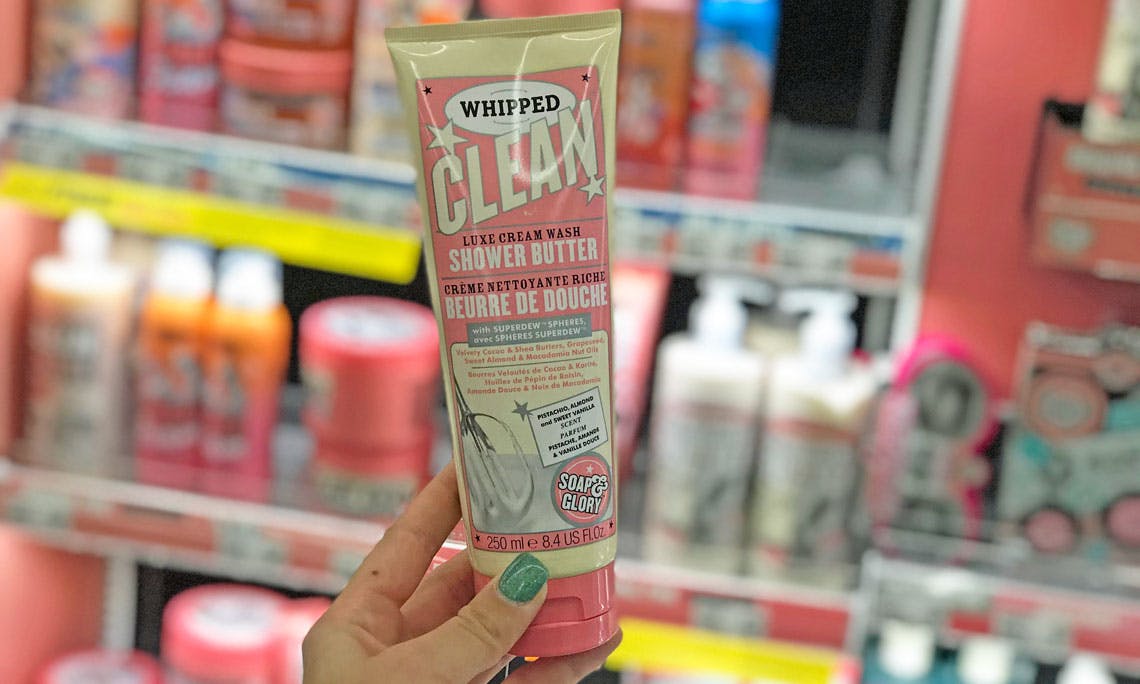 WHIPPED
CLEAN
LUXE CREAM WASH
SHOWER BUTTER
CRÈME NETTOYANTE RICHE
BEURRE DE DOUCHE
with SUPERDEW™ SPHERES,
avec SPHERES SUPERDEW™
Velvety Cocoa & Shea Butters, Grapeseed,
Sweet Almond & Macadamia Nut Oils
Beurres Veloutés de Cacao & Karite,
Huilles de Pépin de Raisin,
Amande Douce & Noix de Macadamia
PISTACHIO, ALMOND
and SWEET VANILLA
SCENT
PARFUM
PISTACHE, AMANDE
& VANILLE DOUCE
SOAP &
GLORY
250 ml e 8.4 US Fl.Oz.